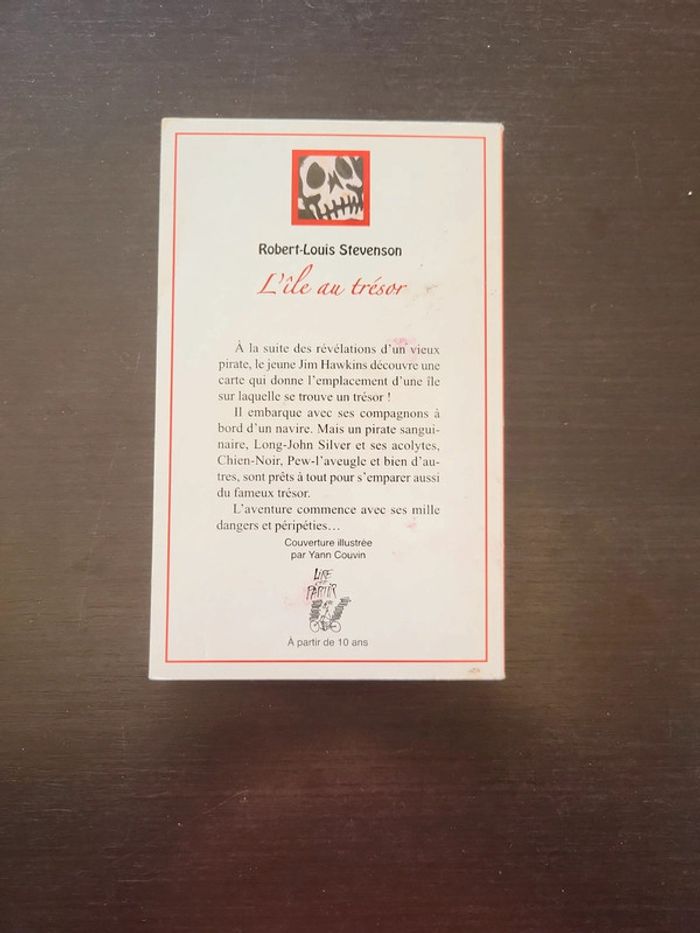 Robert-Louis Stevenson
L'île au trésor
À la suite des révélations d'un vieux
pirate, le jeune Jim Hawkins découvre une
carte qui donne l'emplacement d'une île
sur laquelle se trouve un trésor !
Il embarque avec ses compagnons à
bord d'un navire. Mais un pirate sangui-
naire, Long-John Silver et ses acolytes,
Chien-Noir, Pew-l'aveugle et bien d'au-
tres, sont prêts à tout pour s'emparer aussi
du fameux trésor.
L'aventure commence avec ses mille
dangers et péripéties…
Couverture illustrée
par Yann Couvin
LIRE
c'est
PARTIR
À partir de 10 ans